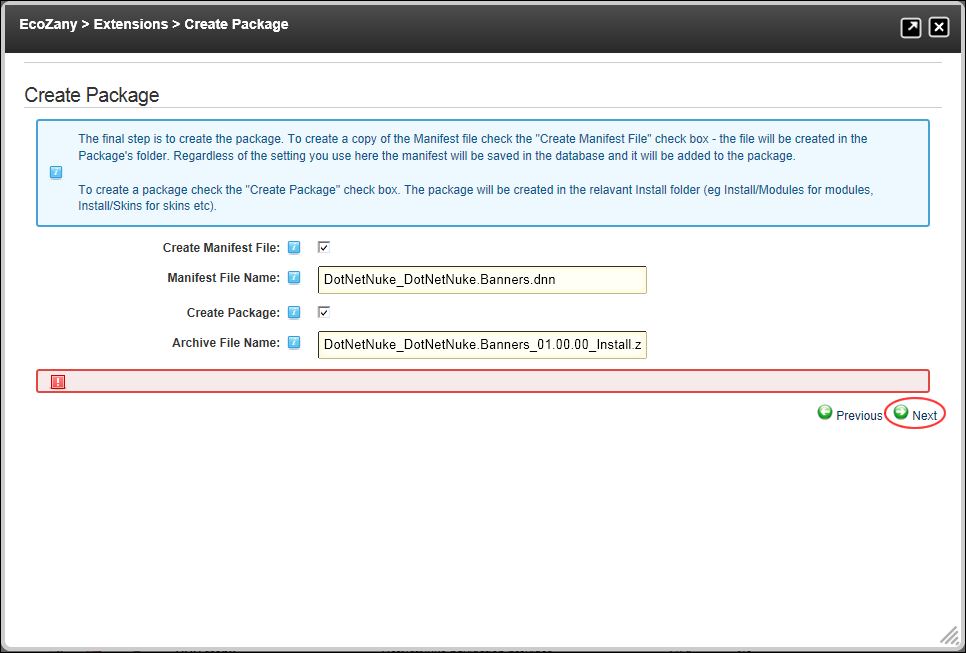 EcoZany > Extensions > Create Package
Create Package
The final step is to create the package. To create a copy of the Manifest file check the "Create Manifest File" check box - the file will be created in the
Package's folder. Regardless of the setting you use here the manifest will be saved in the database and it will be added to the package.
To create a package check the "Create Package" check box. The package will be created in the relavant Install folder (eg Install/Modules for modules,
Install/Skins for skins etc).
Create Manifest File:
Manifest File Name:
DotNetNuke_DotNetNuke.Banners.dnn
Create Package:
Archive File Name:
DotNetNuke_DotNetNuke.Banners_01.00.00_Install.z
Previous
Next